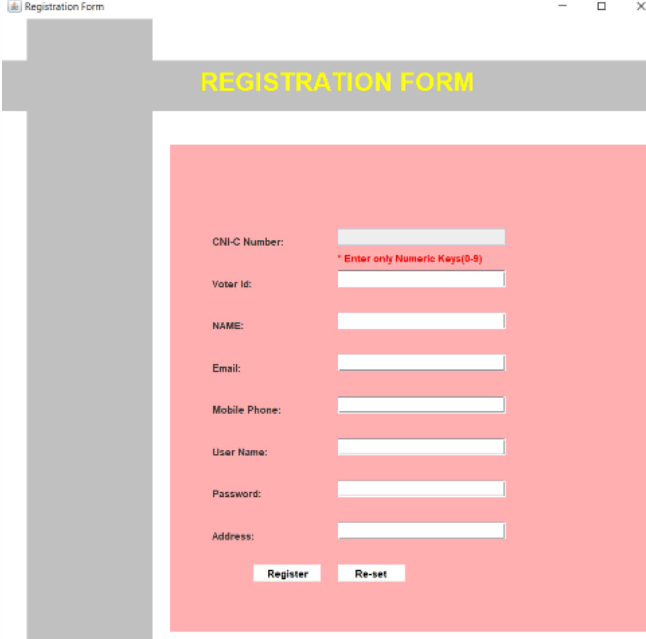 Registration Form
REGISTRATION FORM
CNI-C Number:
* Enter only Numeric Keys(0-9)
Voter Id:
NAME:
Email:
Mobile Phone:
User Name:
Password:
Address:
Register Re-set